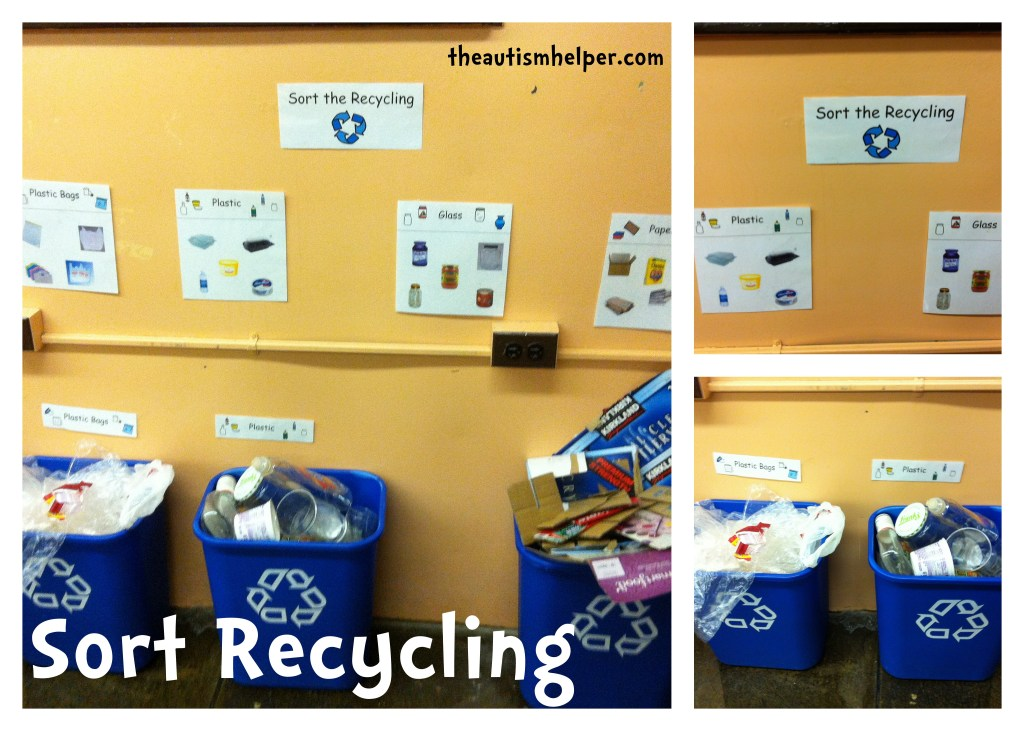 theautismhelper.com
Sort the Recycling
Plastic Bags
Plastic
Glass
Pape
Plastic Bags
Plastic
KIRKLAND
KIRKLAND
Sort Recycling
Sort the Recycling
Plastic
Glass
Plastic Bags
Plastic